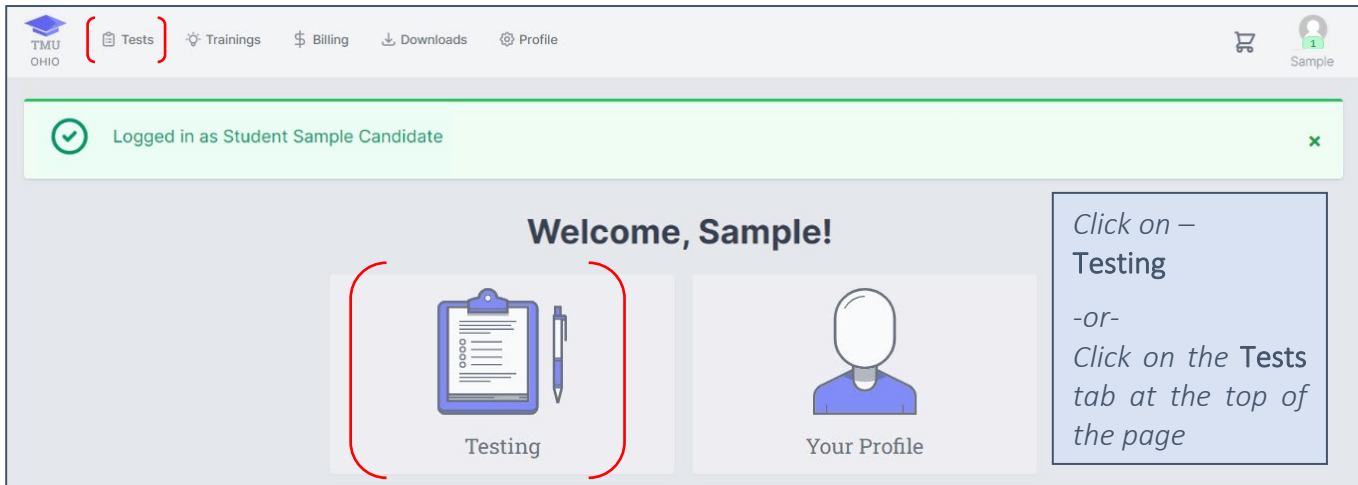 TMU
OHIO
Tests
Trainings
$ Billing
Downloads
Profile
1
Sample
Logged in as Student Sample Candidate
×
Welcome, Sample!
Testing
Your Profile
Click on –
Testing
-or-
Click on the Tests
tab at the top of
the page